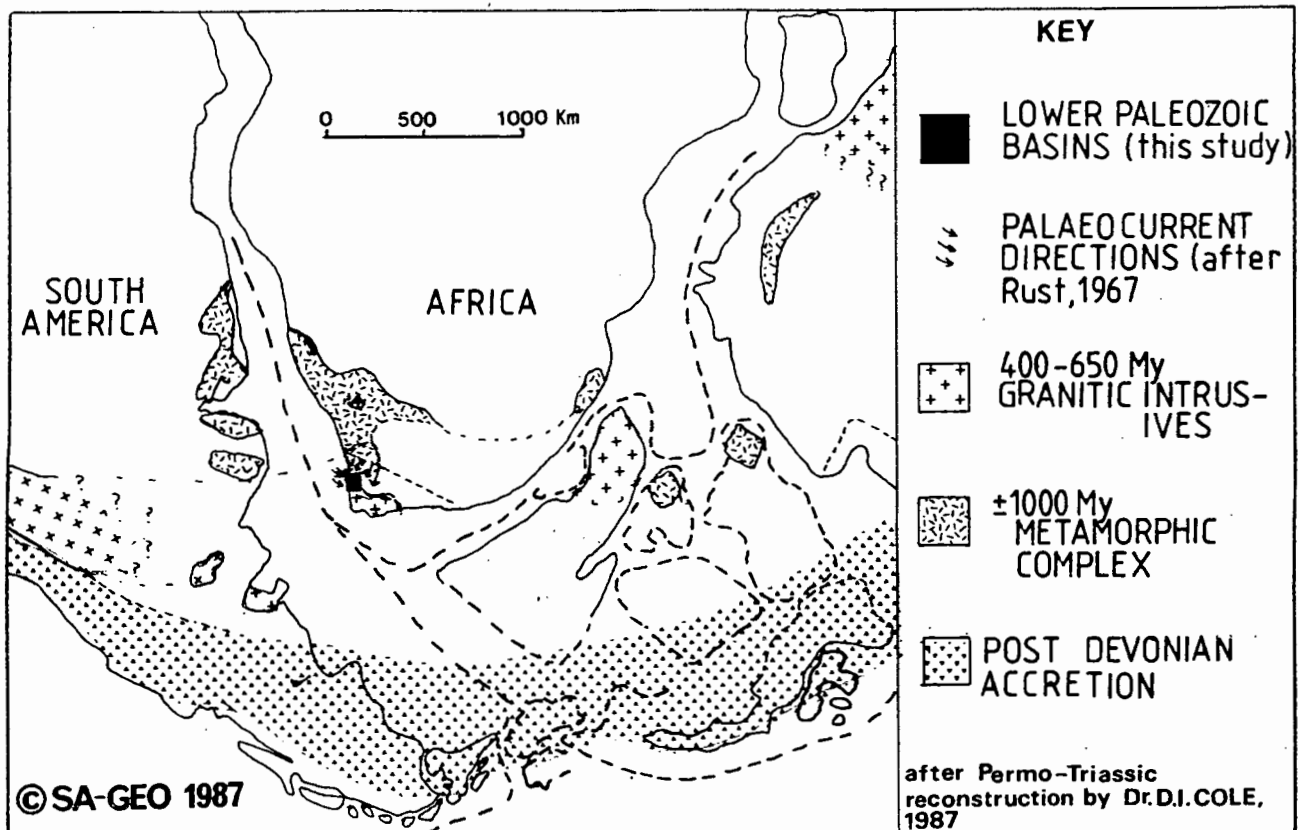 0 500 1000 Km
SOUTH
AMERICA
AFRICA
© SA-GEO 1987
KEY
LOWER PALEOZOIC
BASINS (this study)
PALAEOCURRENT
DIRECTIONS (after
Rust, 1967
400-650 My
GRANITIC INTRUS-
IVES
±1000 My
METAMORPHIC
COMPLEX
POST DEVONIAN
ACCRETION
after Permo-Triassic
reconstruction by Dr. D.I. COLE,
1987